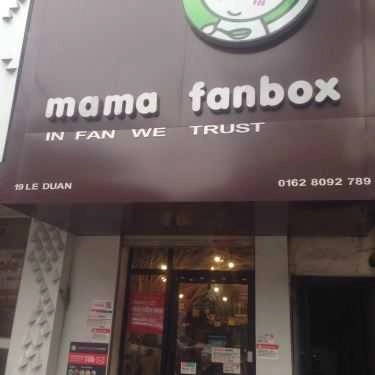 mama fanbox
IN FAN WE TRUST
19 LE DUAN
0162 8092 789